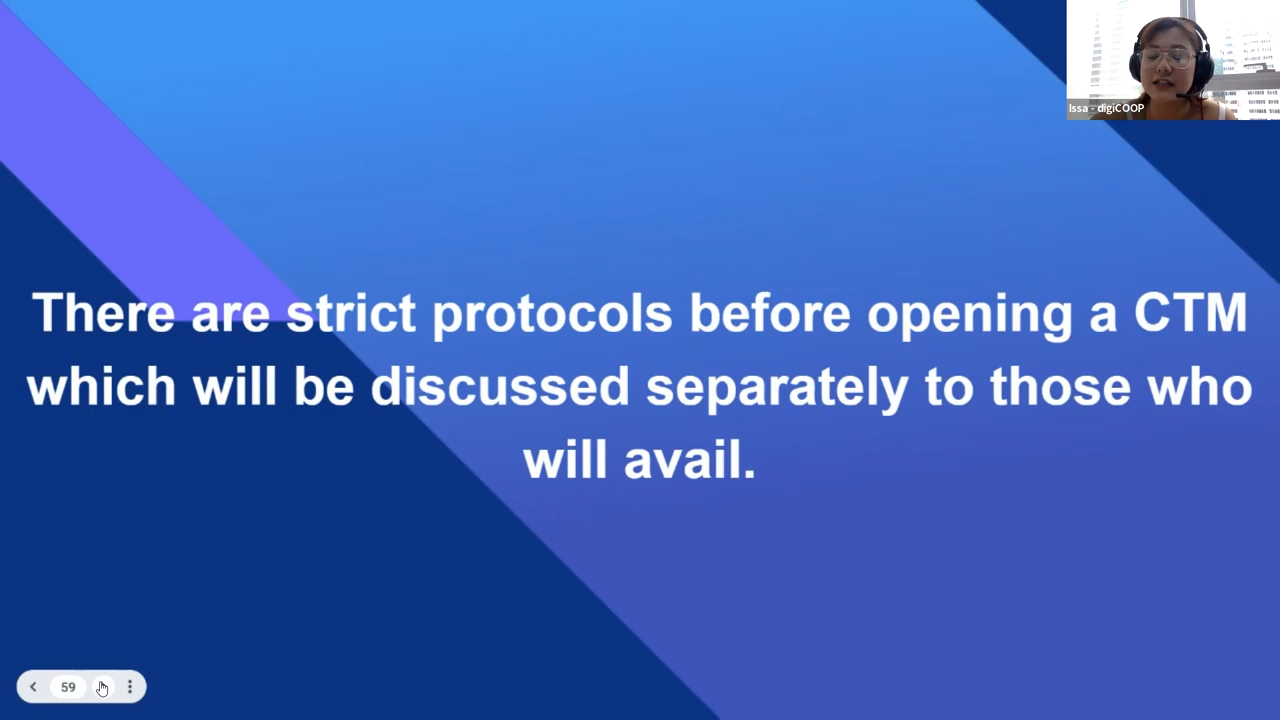 Issa - digiCOOP
There are strict protocols before opening a CTM
which will be discussed separately to those who
will avail.
59